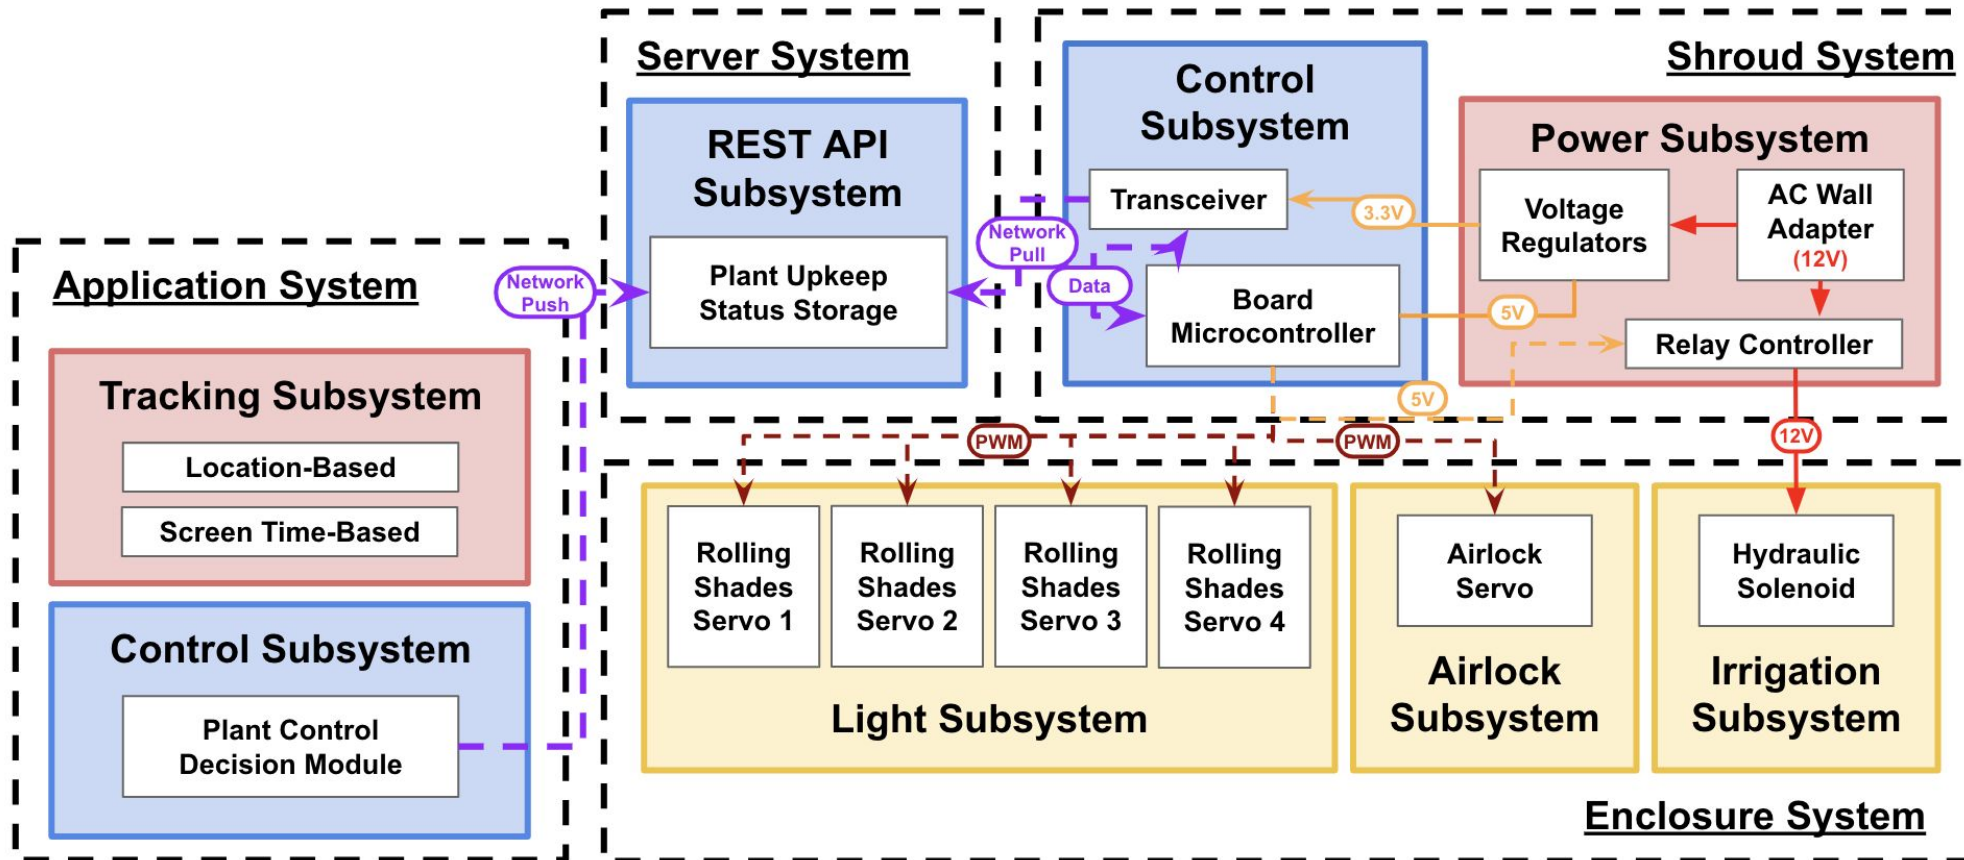 Server System
REST API
Subsystem
Plant Upkeep
Status Storage
Shroud System
Control
Subsystem
Transceiver
Board
Microcontroller
Power Subsystem
Voltage
Regulators
AC Wall
Adapter
(12V)
Relay Controller
3.3V
5V
5V
12V
Network
Pull
Data
Network
Push
PWM
PWM
Application System
Tracking Subsystem
Location-Based
Screen Time-Based
Control Subsystem
Plant Control
Decision Module
Rolling
Shades
Servo 1
Rolling
Shades
Servo 2
Rolling
Shades
Servo 3
Rolling
Shades
Servo 4
Light Subsystem
Airlock
Servo
Airlock
Subsystem
Hydraulic
Solenoid
Irrigation
Subsystem
Enclosure System